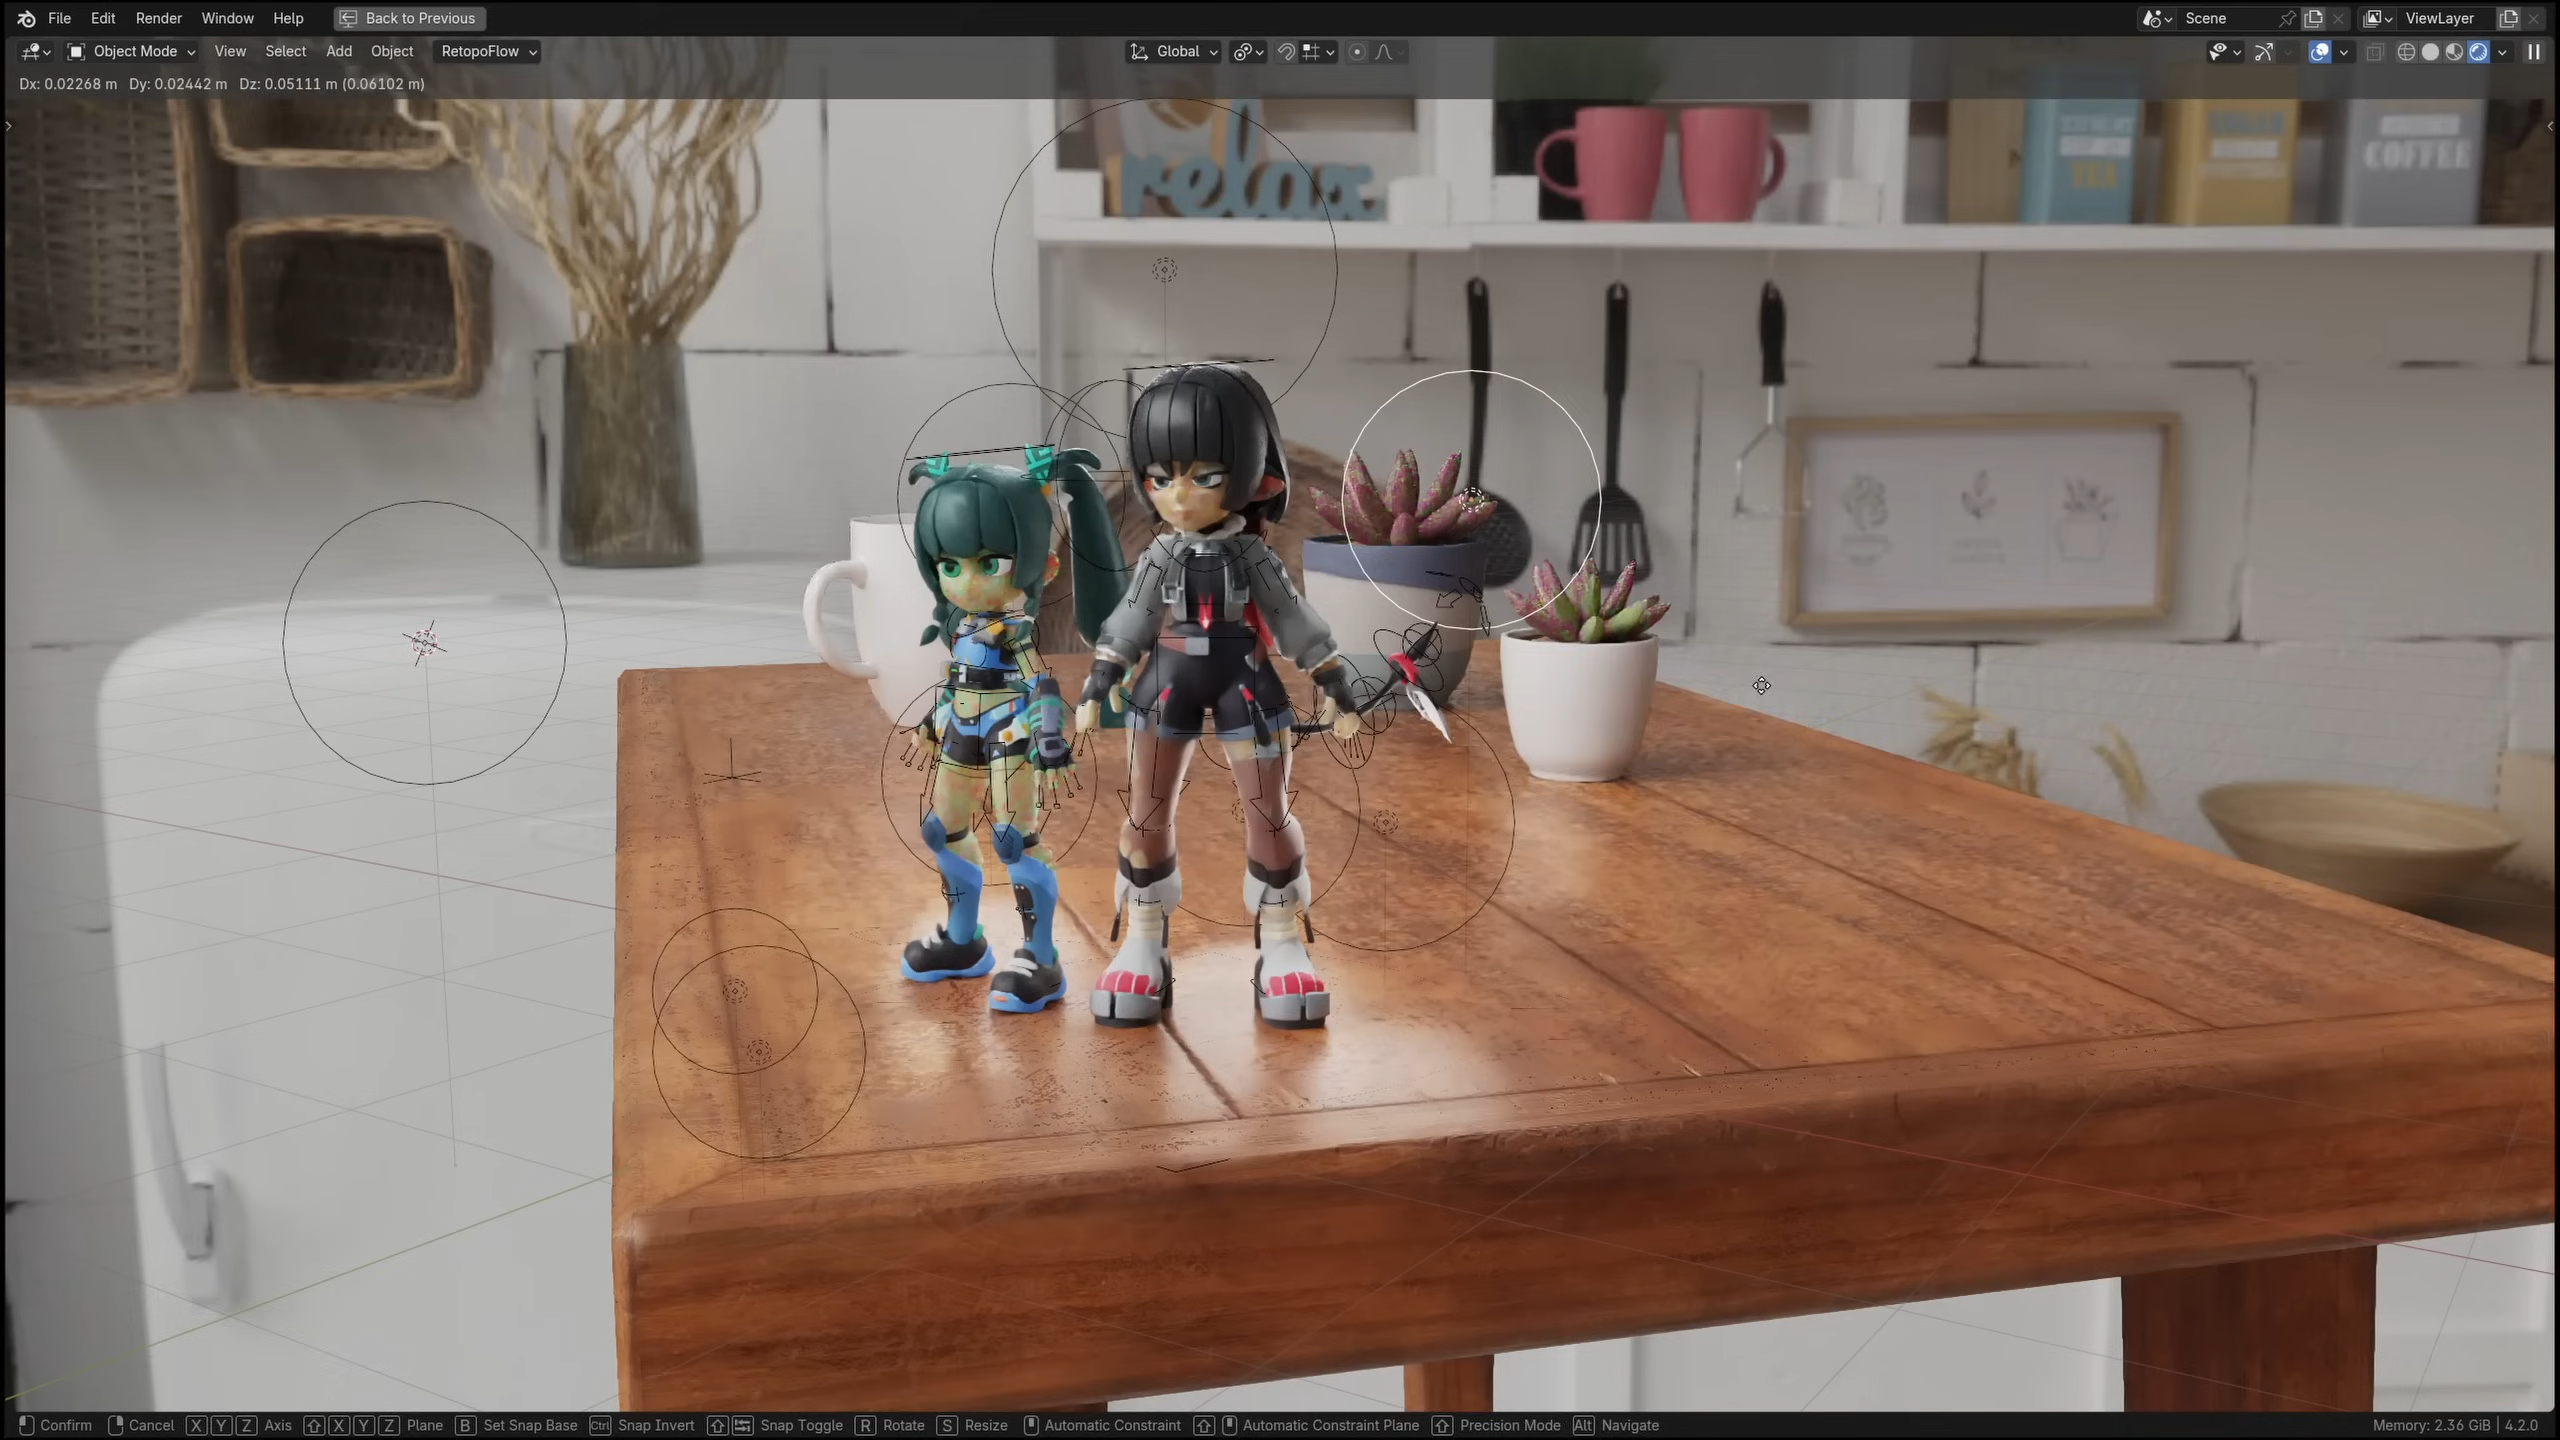 File Edit Render Window Help Back to Previous Scene ViewLayer
Object Mode View Select Add Object RetopoFlow Global
Dx: 0.02268 m Dy: 0.02442 m Dz: 0.05111 m (0.06102 m)
relax
TEA
SUGAR
COFFEE
Confirm Cancel X Y Z Axis X Y Z Plane B Set Snap Base Ctrl Snap Invert Snap Toggle R Rotate S Resize Automatic Constraint Automatic Constraint Plane Precision Mode Alt Navigate Memory: 2.36 GiB | 4.2.0